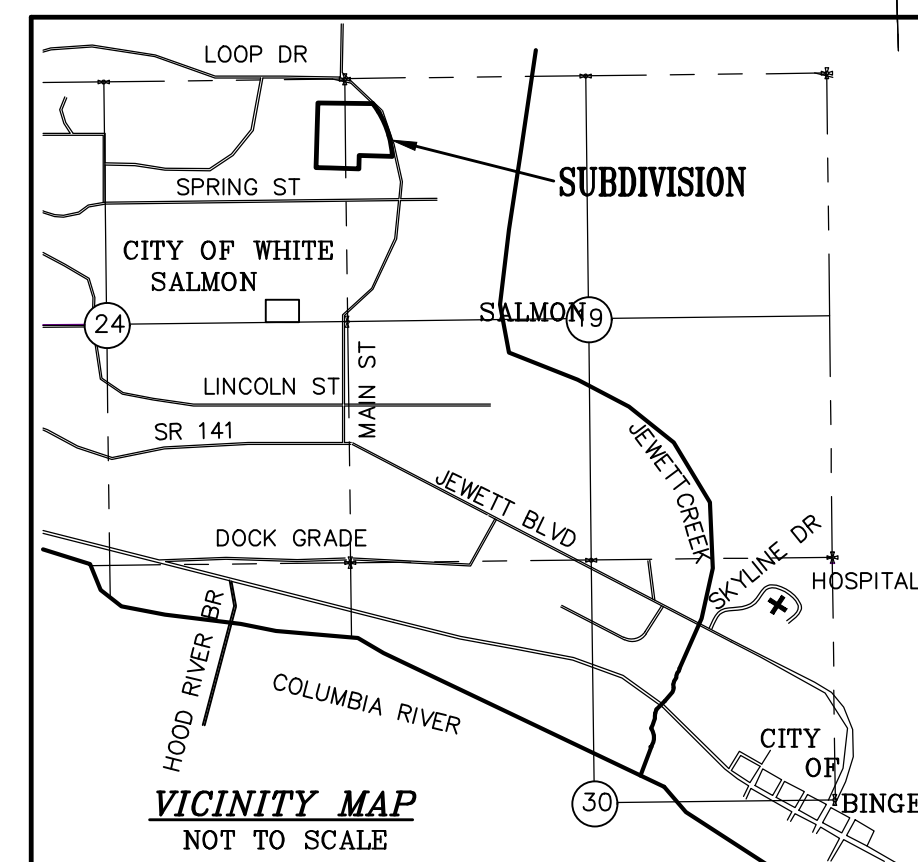 LOOP DR
SUBDIVISION
SPRING ST
CITY OF WHITE
SALMON
SALMON
19
24
MAIN ST
LINCOLN ST
SR 141
JEWETT CREEK
JEWETT BLVD
DOCK GRADE
SKYLINE DR
HOSPITAL
HOOD RIVER BR
COLUMBIA RIVER
CITY
OF
BINGE
30
VICINITY MAP
NOT TO SCALE